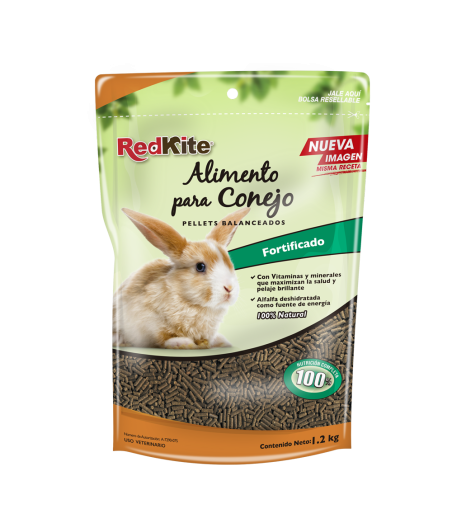 JALE AQUÍ
BOLSA RESELLABLE
RedKite
NUEVA
IMAGEN
MISMA RECETA
Alimento
para Conejo
PELLETS BALANCEADOS
Fortificado
✓ Con Vitaminas y minerales
que maximizan la salud y
pelaje brillante
✓ Alfalfa deshidratada
como fuente de energía
100% Natural
NUTRICIÓN COMPLETA
100%
USO VETERINARIO
Contenido Neto: 1.2 kg